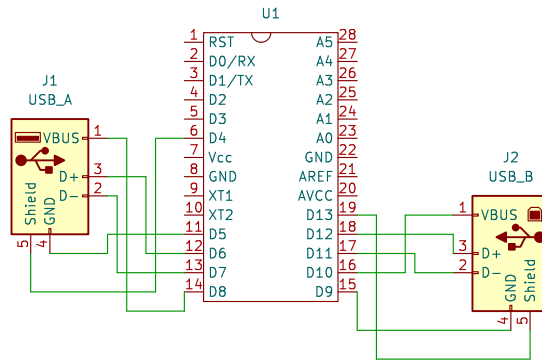 U1
1 RST A5 28
2 D0/RX A4 27
3 D1/TX A3 26
4 D2 A2 25
5 D3 A1 24
6 D4 A0 23
7 Vcc GND 22
8 GND AREF 21
9 XT1 AVCC 20
10 XT2 D13 19
11 D5 D12 18
12 D6 D11 17
13 D7 D10 16
14 D8 D9 15
J1
USB_A
VBUS 1
D+ 3
D- 2
Shield 5
GND 4
J2
USB_B
1 VBUS
3 D+
2 D-
GND 4
Shield 5